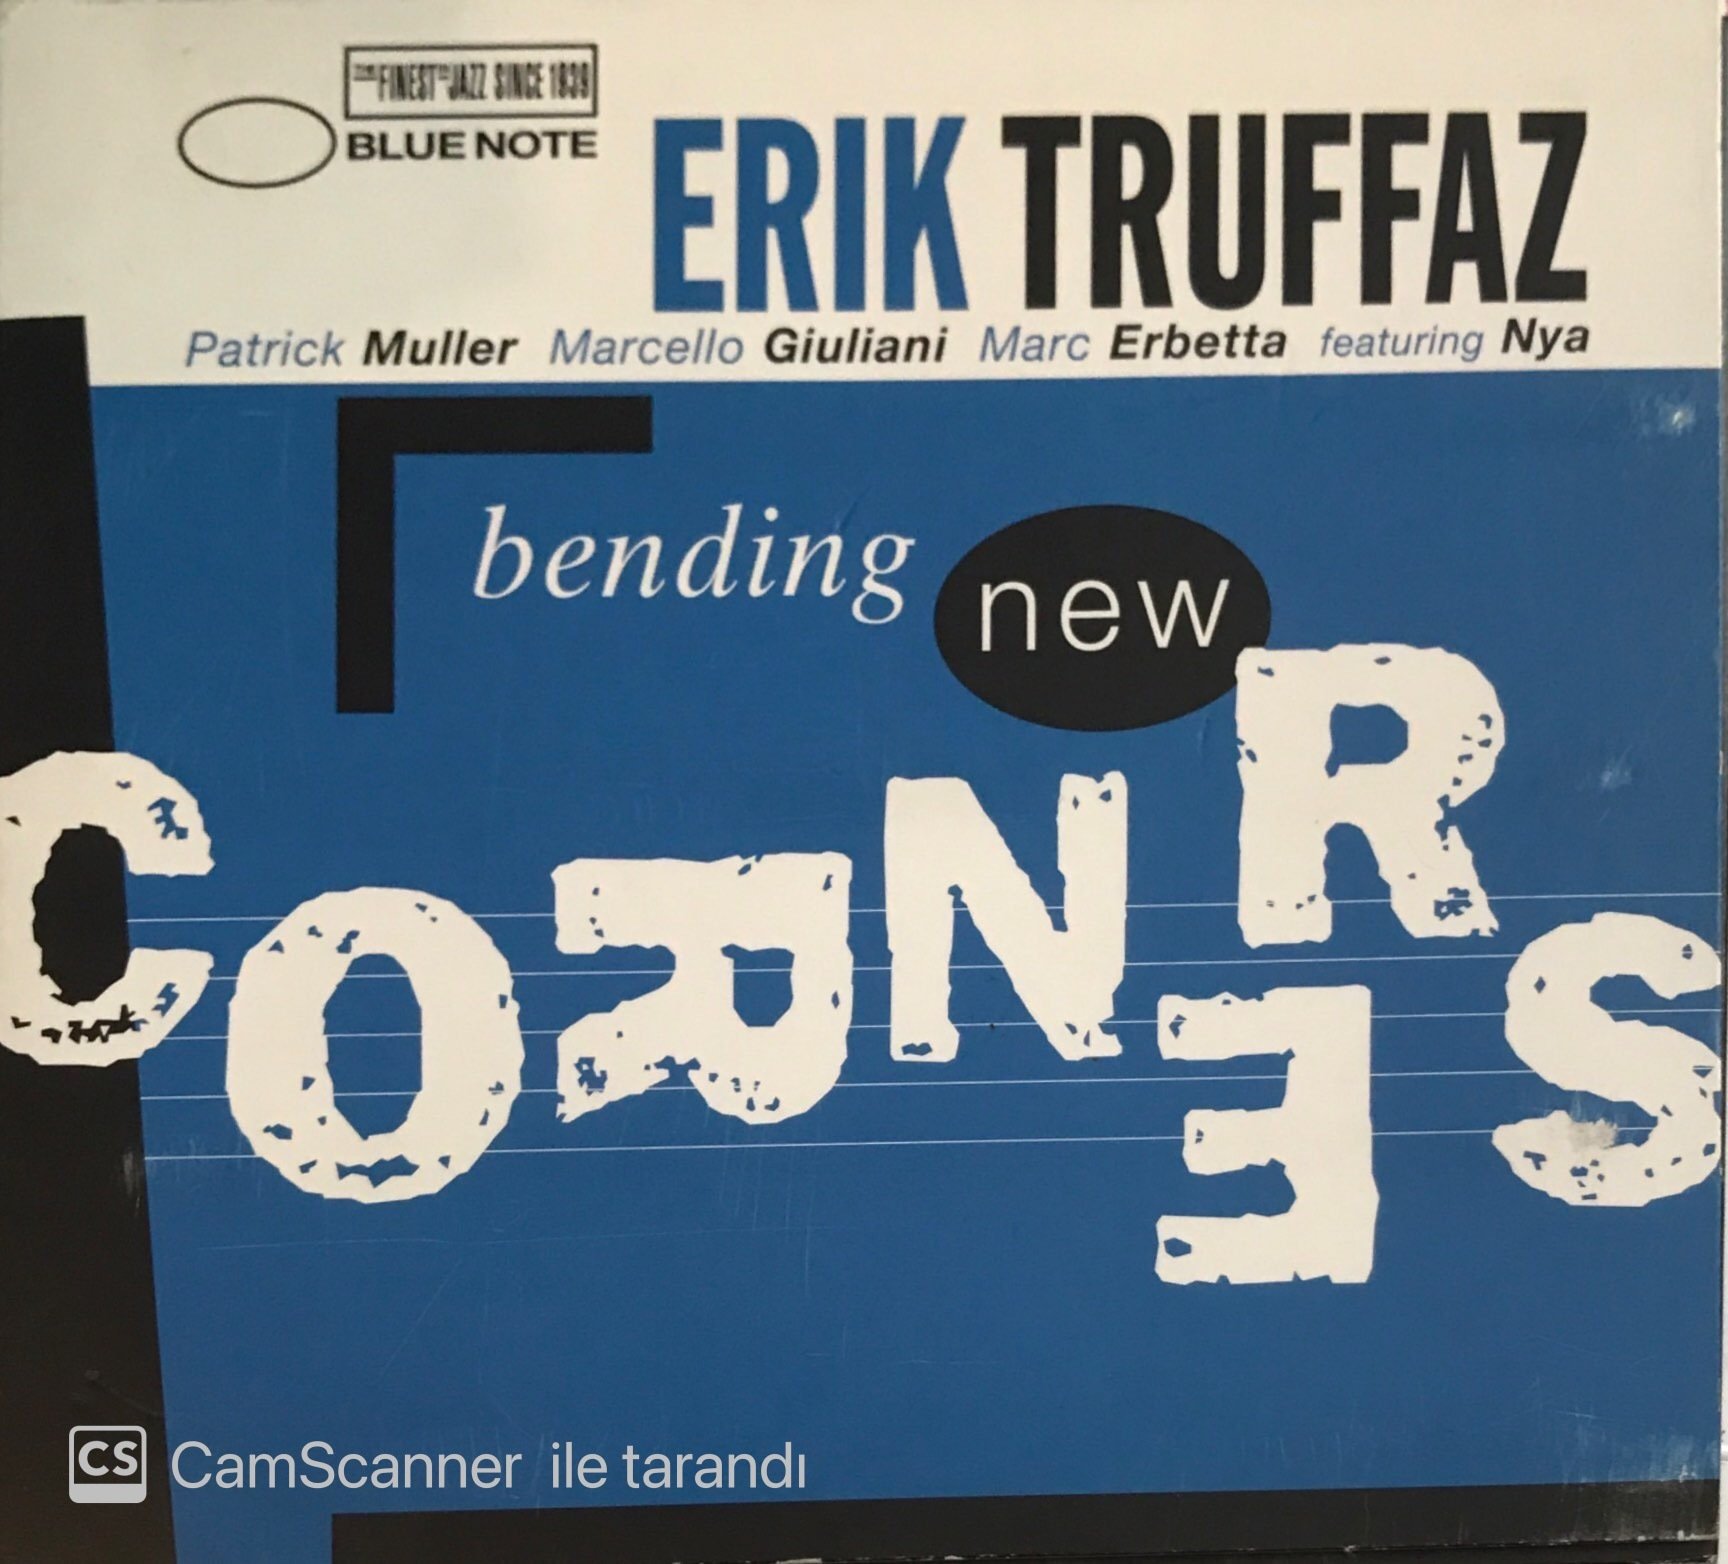 THE FINEST IN JAZZ SINCE 1939
BLUE NOTE
ERIK TRUFFAZ
Patrick Muller Marcello Giuliani Marc Erbetta featuring Nya
bending new
CORNERS
CS CamScanner ile tarandı